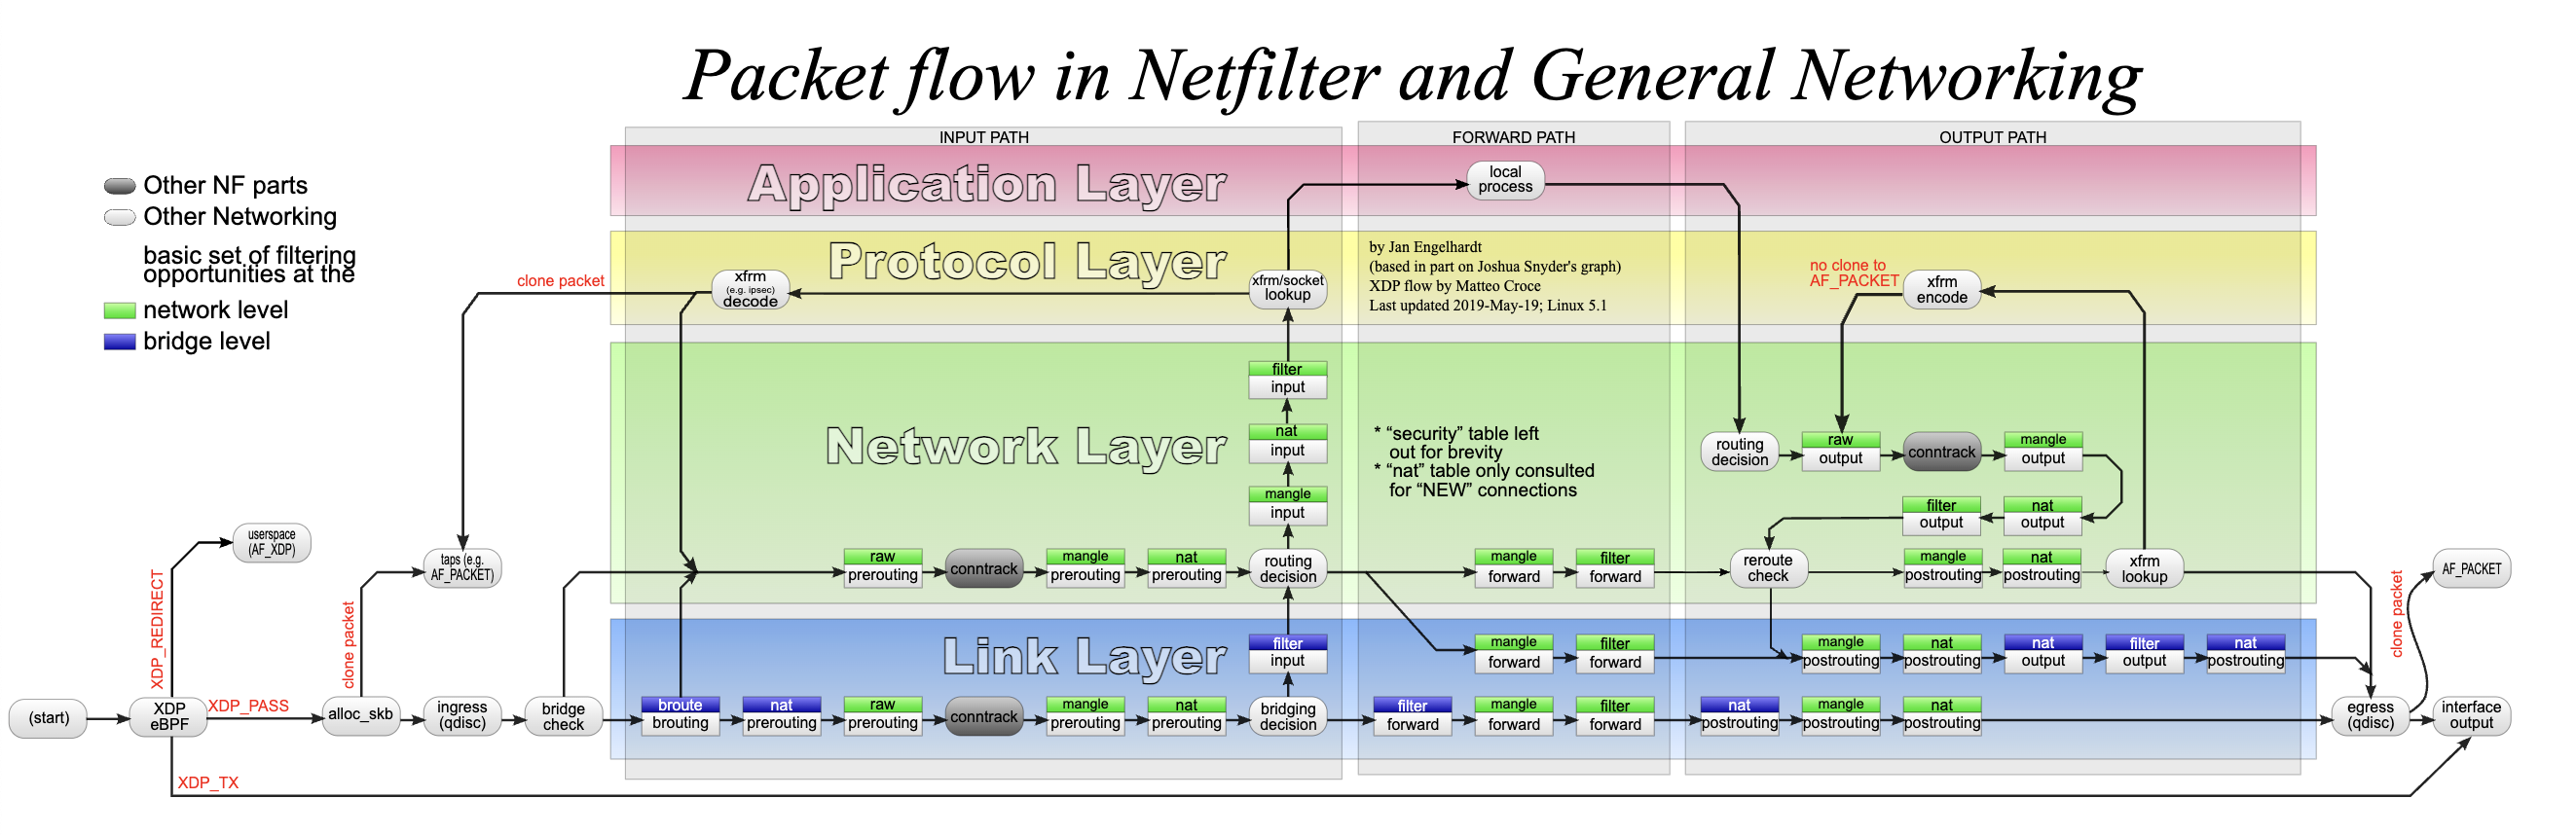 Packet flow in Netfilter and General Networking
INPUT PATH
FORWARD PATH
OUTPUT PATH
Application Layer
local
process
Other NF parts
Other Networking
basic set of filtering
opportunities at the
network level
bridge level
Protocol Layer
clone packet
xfrm
(e.g. ipsec)
decode
xfrm/socket
lookup
by Jan Engelhardt
(based in part on Joshua Snyder's graph)
XDP flow by Matteo Croce
Last updated 2019-May-19; Linux 5.1
no clone to
AF_PACKET
xfrm
encode
Network Layer
filter
input
nat
input
mangle
input
* “security” table left
out for brevity
* “nat” table only consulted
for “NEW” connections
routing
decision
raw
output
conntrack
mangle
output
filter
output
nat
output
userspace
(AF_XDP)
taps (e.g.
AF_PACKET)
raw
prerouting
conntrack
mangle
prerouting
nat
prerouting
routing
decision
mangle
forward
filter
forward
reroute
check
mangle
postrouting
nat
postrouting
xfrm
lookup
AF_PACKET
XDP_REDIRECT
clone packet
clone packet
Link Layer
filter
input
mangle
forward
filter
forward
mangle
postrouting
nat
postrouting
nat
output
filter
output
nat
postrouting
(start)
XDP
eBPF
XDP_PASS
alloc_skb
ingress
(qdisc)
bridge
check
broute
brouting
nat
prerouting
raw
prerouting
conntrack
mangle
prerouting
nat
prerouting
bridging
decision
filter
forward
mangle
forward
filter
forward
nat
postrouting
mangle
postrouting
nat
postrouting
egress
(qdisc)
interface
output
XDP_TX